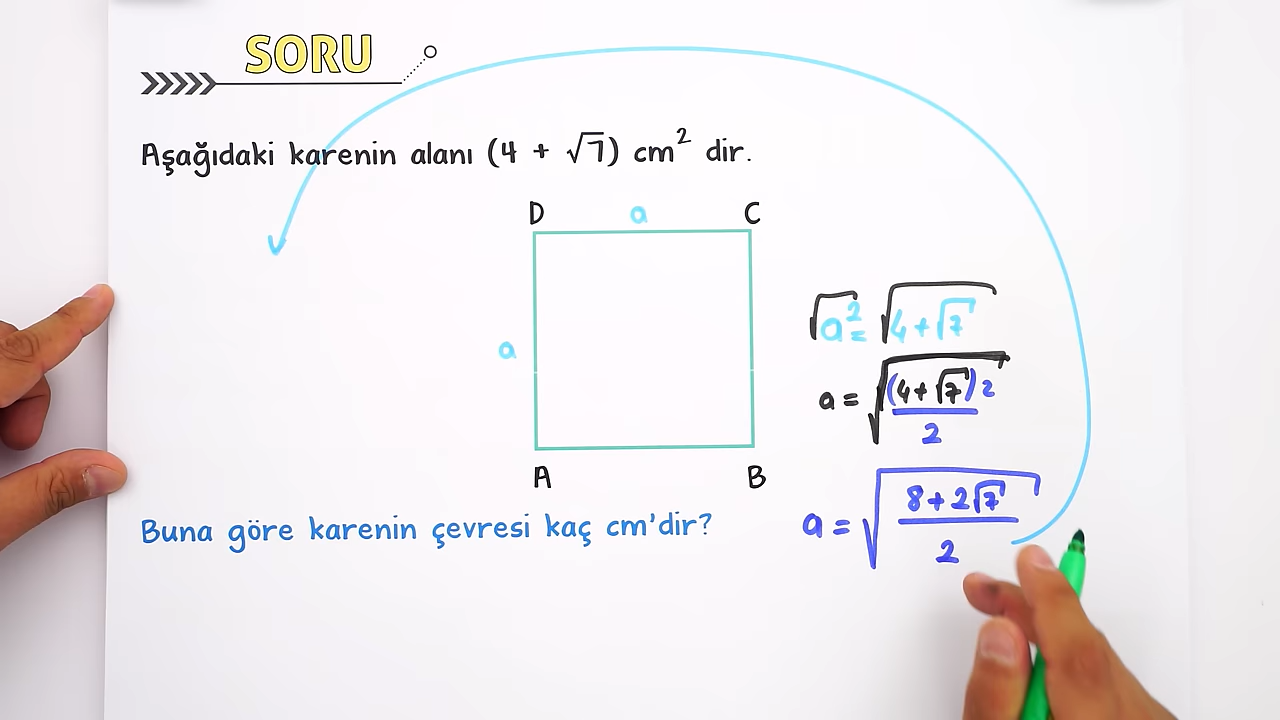 SORU
Aşağıdaki karenin alanı (4 + √7) cm² dir.
D a C
a
A B
√a² = √(4+√7)
a = √((4+√7)2/2)
a = √((8+2√7)/2)
Buna göre karenin çevresi kaç cm'dir?